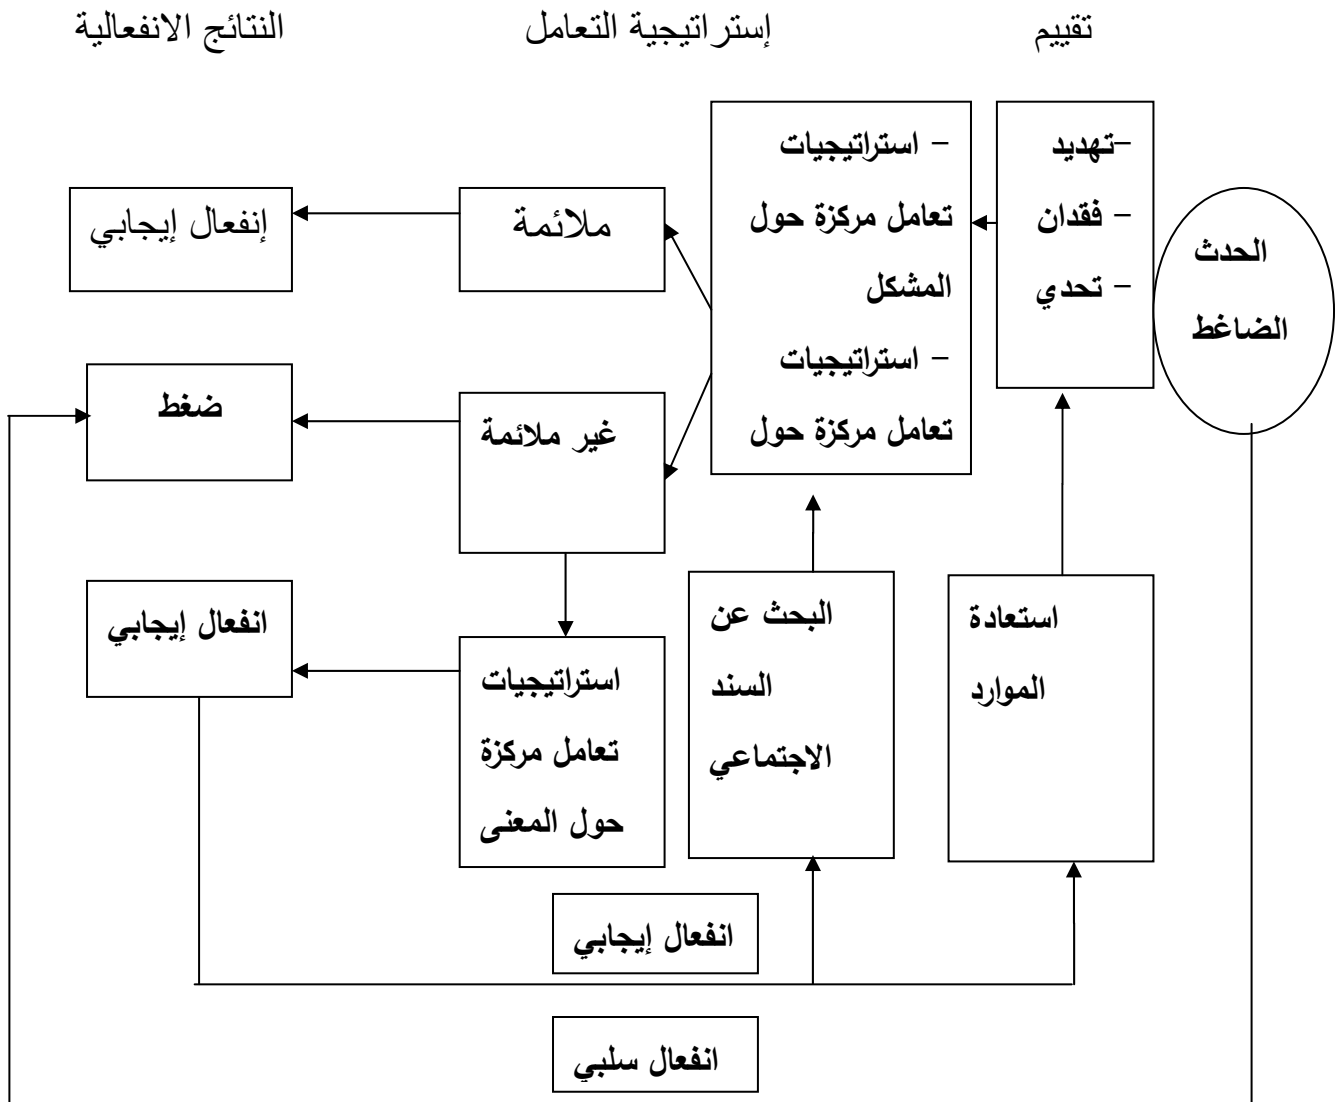 تقييم
إستراتيجية التعامل
النتائج الانفعالية
الحدث
الضاغط
-تهديد
- فقدان
- تحدي
- استراتيجيات
تعامل مركزة حول
المشكل
- استراتيجيات
تعامل مركزة حول
ملائمة
إنفعال إيجابي
غير ملائمة
ضغط
استعادة
الموارد
البحث عن
السند
الاجتماعي
استراتيجيات
تعامل مركزة
حول المعنى
انفعال إيجابي
انفعال إيجابي
انفعال سلبي